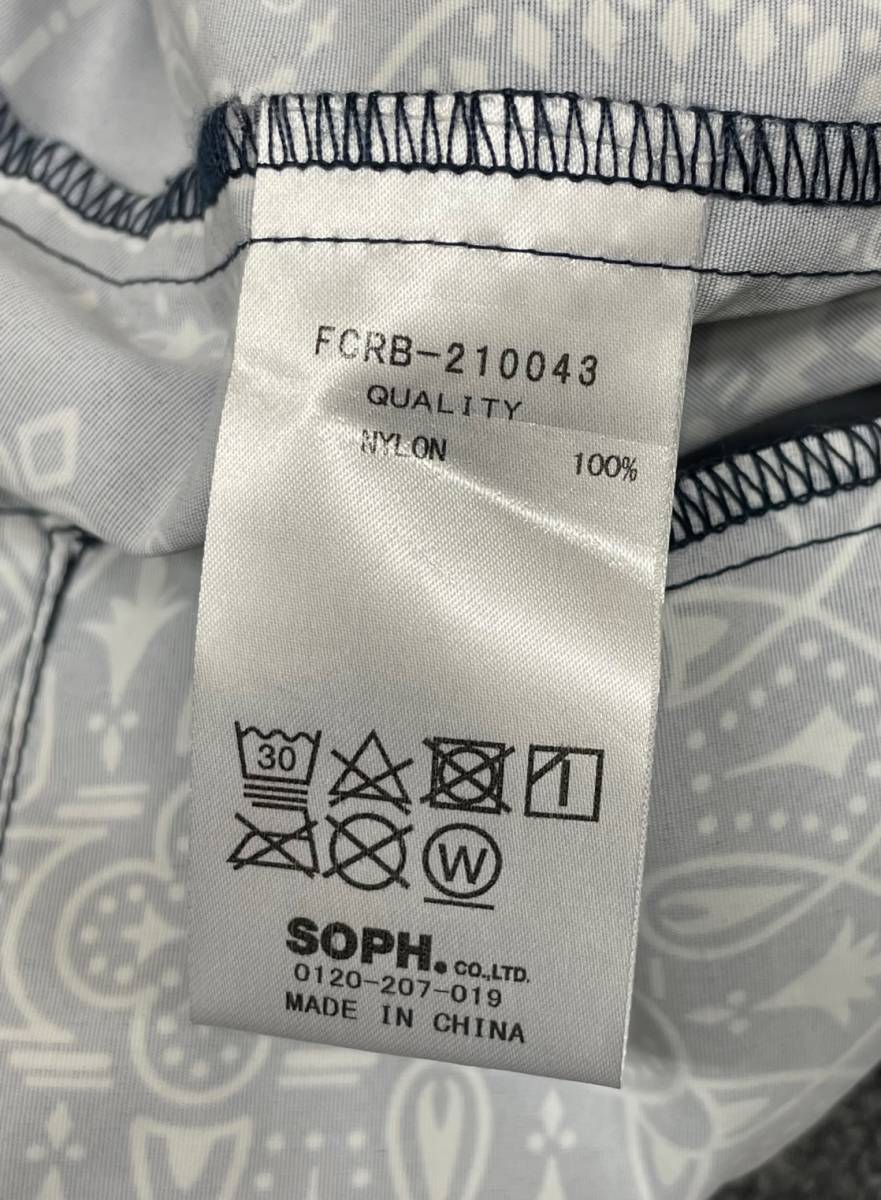 FCRB-210043
QUALITY
NYLON 100%
30
W
SOPH. CO.,LTD.
0120-207-019
MADE IN CHINA